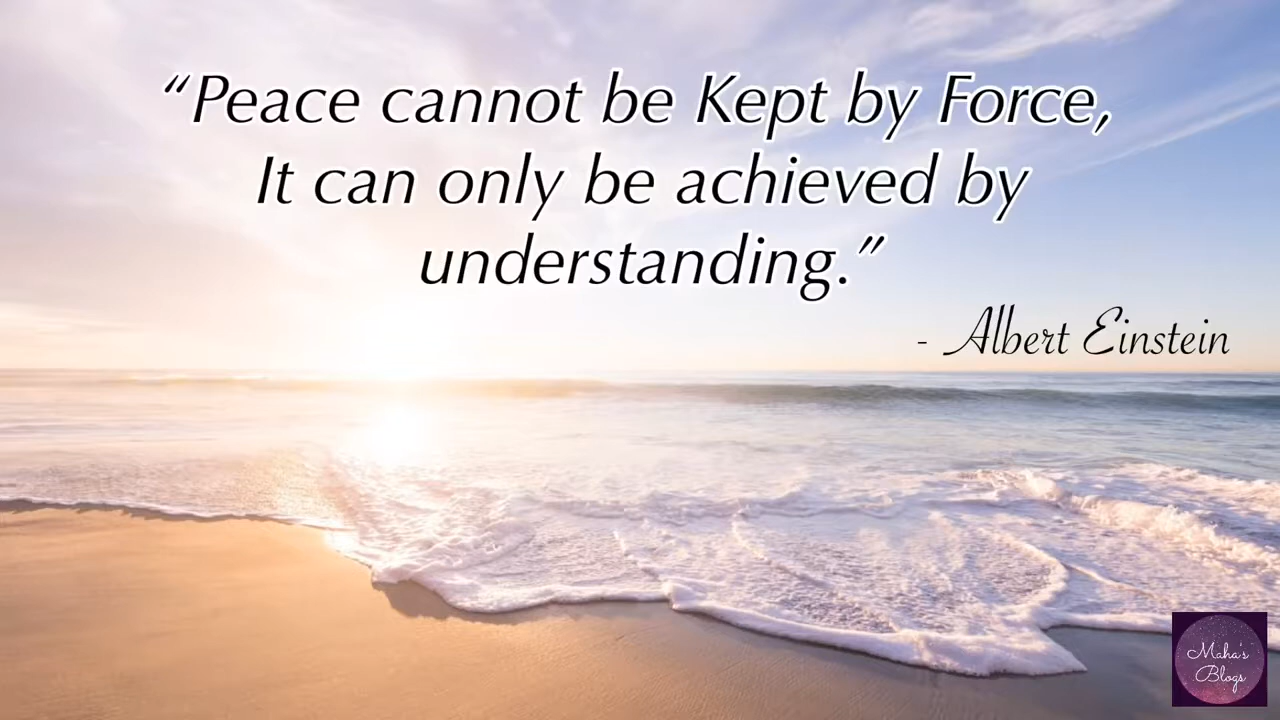 “Peace cannot be Kept by Force,
It can only be achieved by
understanding.”
- Albert Einstein
Maha's
Blogs